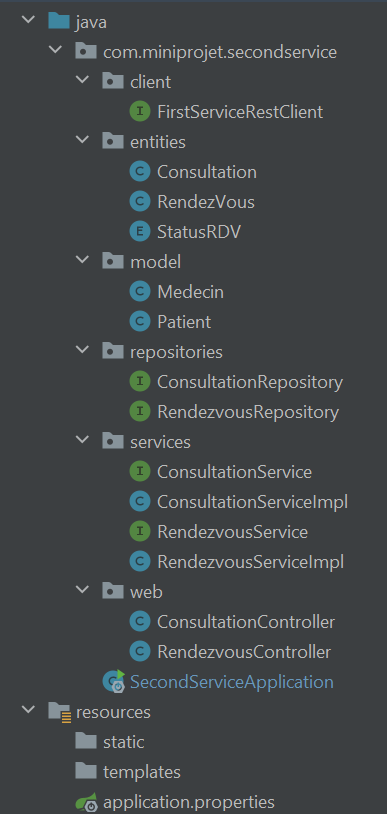 java
com.miniprojet.secondservice
client
FirstServiceRestClient
entities
Consultation
RendezVous
StatusRDV
model
Medecin
Patient
repositories
ConsultationRepository
RendezvousRepository
services
ConsultationService
ConsultationServiceImpl
RendezvousService
RendezvousServiceImpl
web
ConsultationController
RendezvousController
SecondServiceApplication
resources
static
templates
application.properties